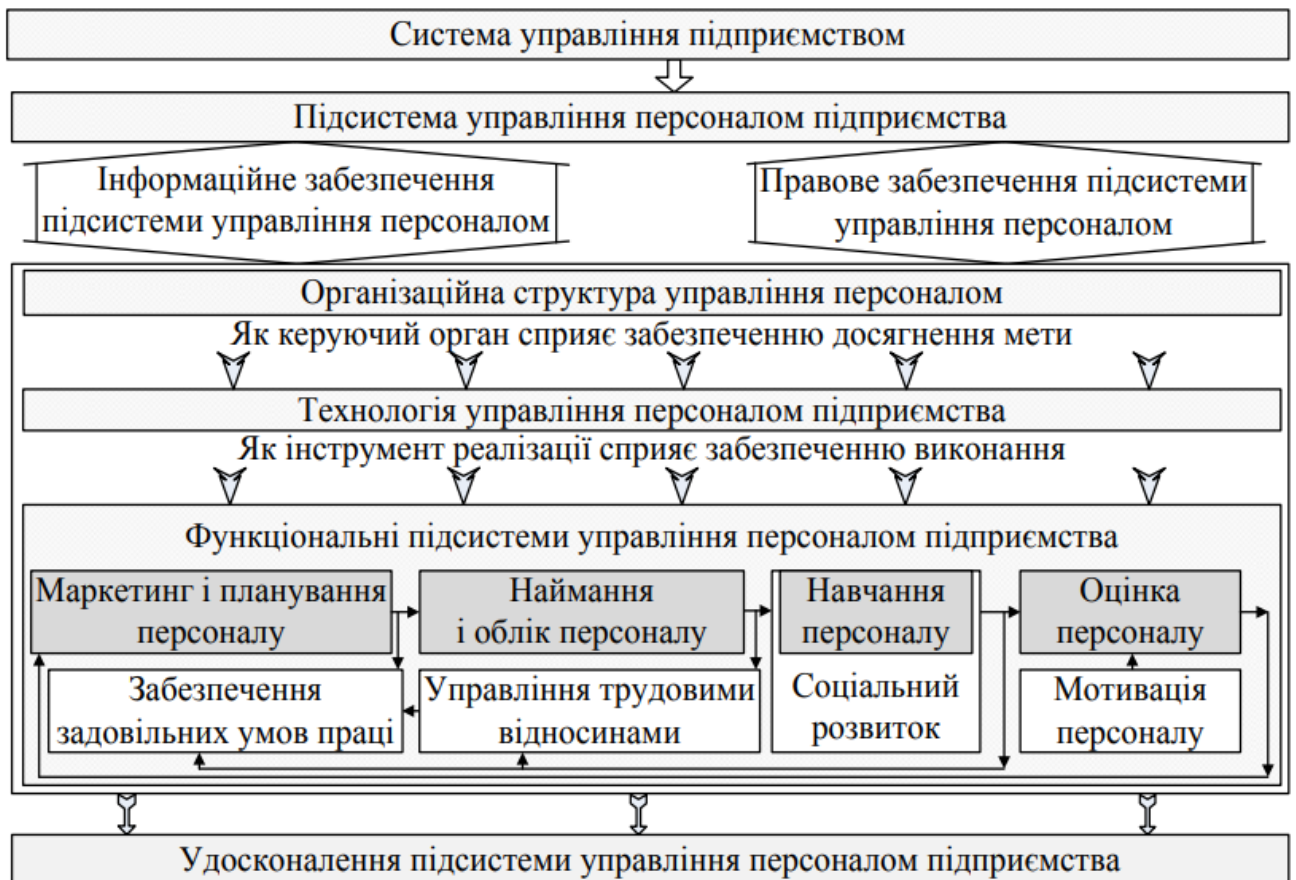 Система управління підприємством
Підсистема управління персоналом підприємства
Інформаційне забезпечення
підсистеми управління персоналом
Правове забезпечення підсистеми
управління персоналом
Організаційна структура управління персоналом
Як керуючий орган сприяє забезпеченню досягнення мети
Технологія управління персоналом підприємства
Як інструмент реалізації сприяє забезпеченню виконання
Функціональні підсистеми управління персоналом підприємства
Маркетинг і планування
персоналу
Наймання
і облік персоналу
Навчання
персоналу
Оцінка
персоналу
Забезпечення
задовільних умов праці
Управління трудовими
відносинами
Соціальний
розвиток
Мотивація
персоналу
Удосконалення підсистеми управління персоналом підприємства